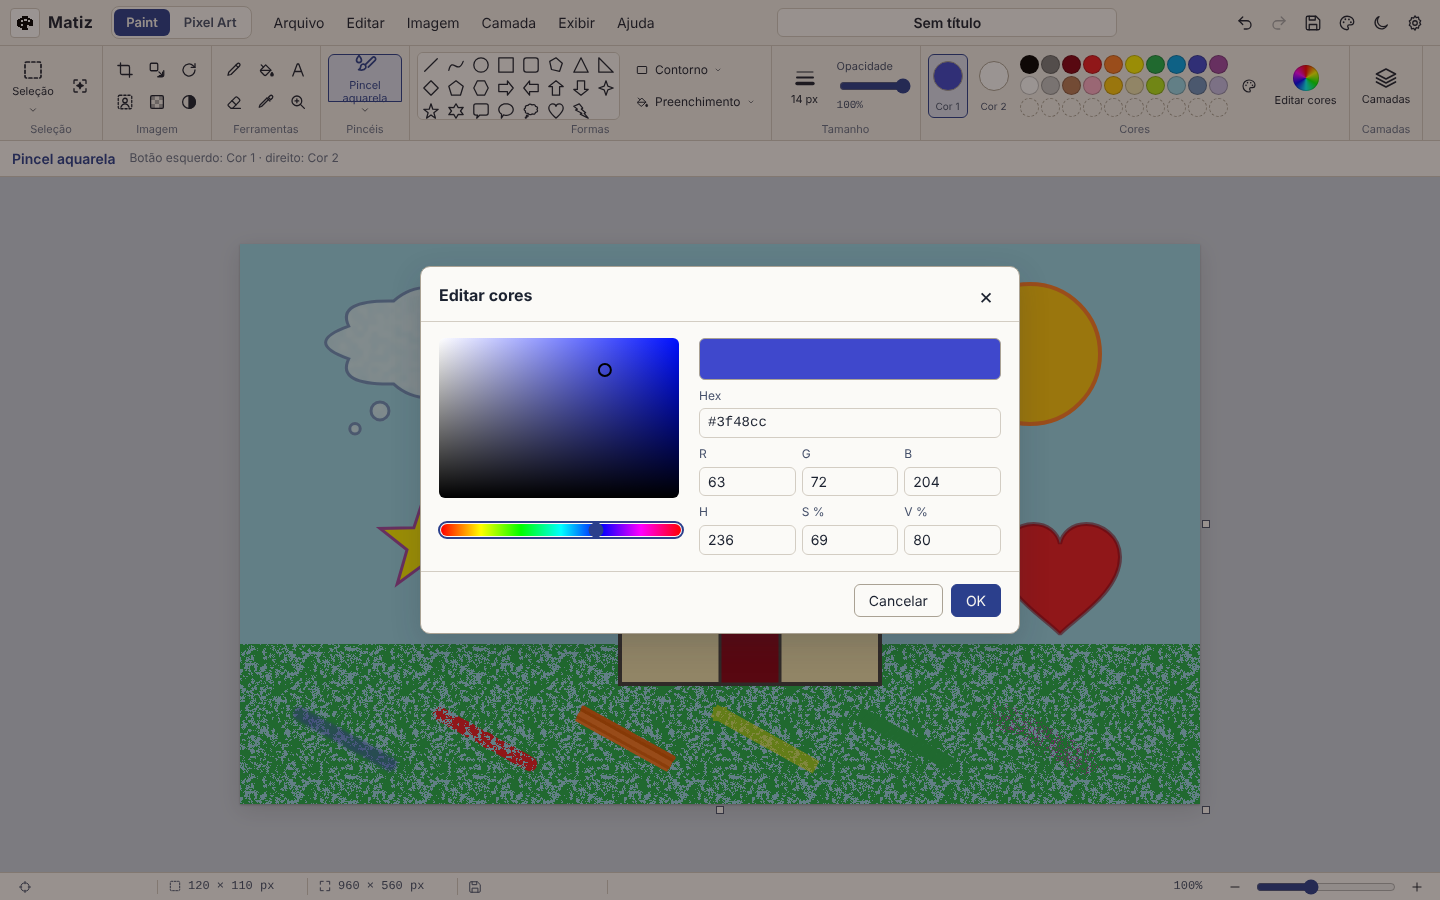 Matiz
Paint
Pixel Art
Arquivo
Editar
Imagem
Camada
Exibir
Ajuda
Sem título
Seleção
Pincel
aquarela
Contorno
Preenchimento
14 px
Opacidade
100%
Cor 1
Cor 2
Editar cores
Camadas
Seleção
Imagem
Ferramentas
Pincéis
Formas
Tamanho
Cores
Camadas
Pincel aquarela
Botão esquerdo: Cor 1 · direito: Cor 2
Editar cores
Hex
#3f48cc
R
G
B
63
72
204
H
S %
V %
236
69
80
Cancelar
OK
120 × 110 px
960 × 560 px
100%